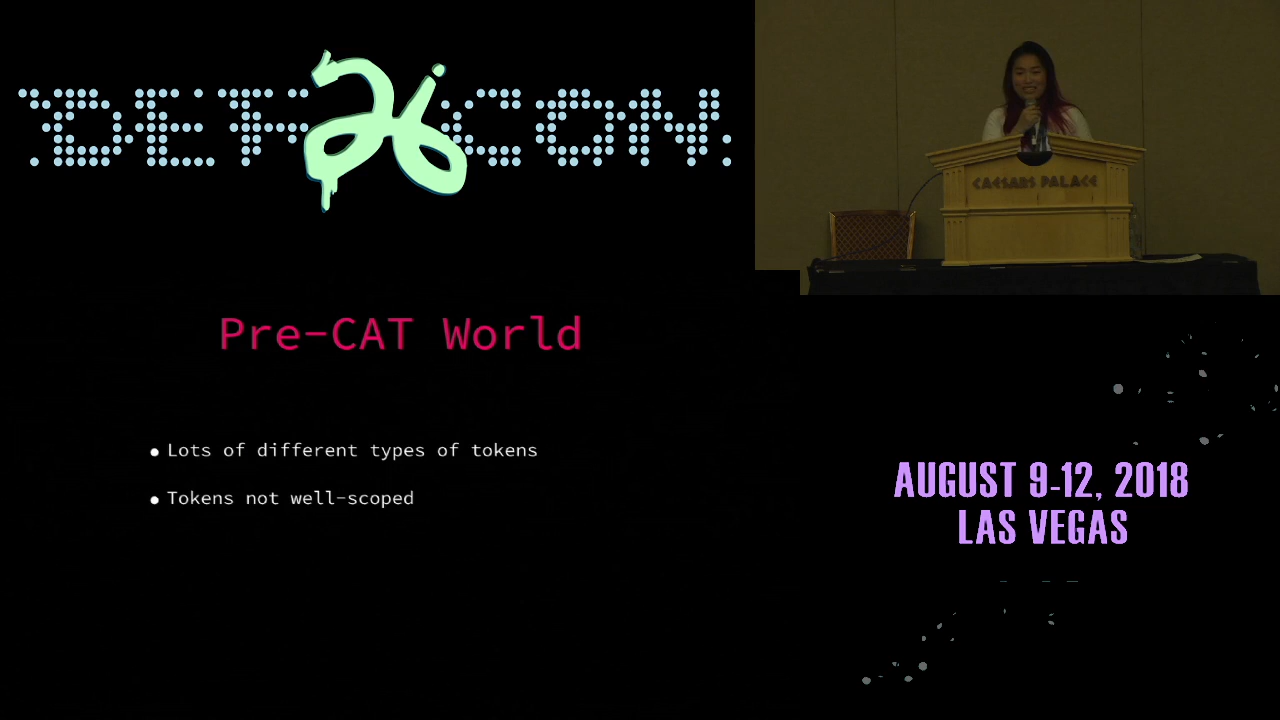 DEF 26 CON
CAESARS PALACE
Pre-CAT World
• Lots of different types of tokens
• Tokens not well-scoped
AUGUST 9-12, 2018
LAS VEGAS